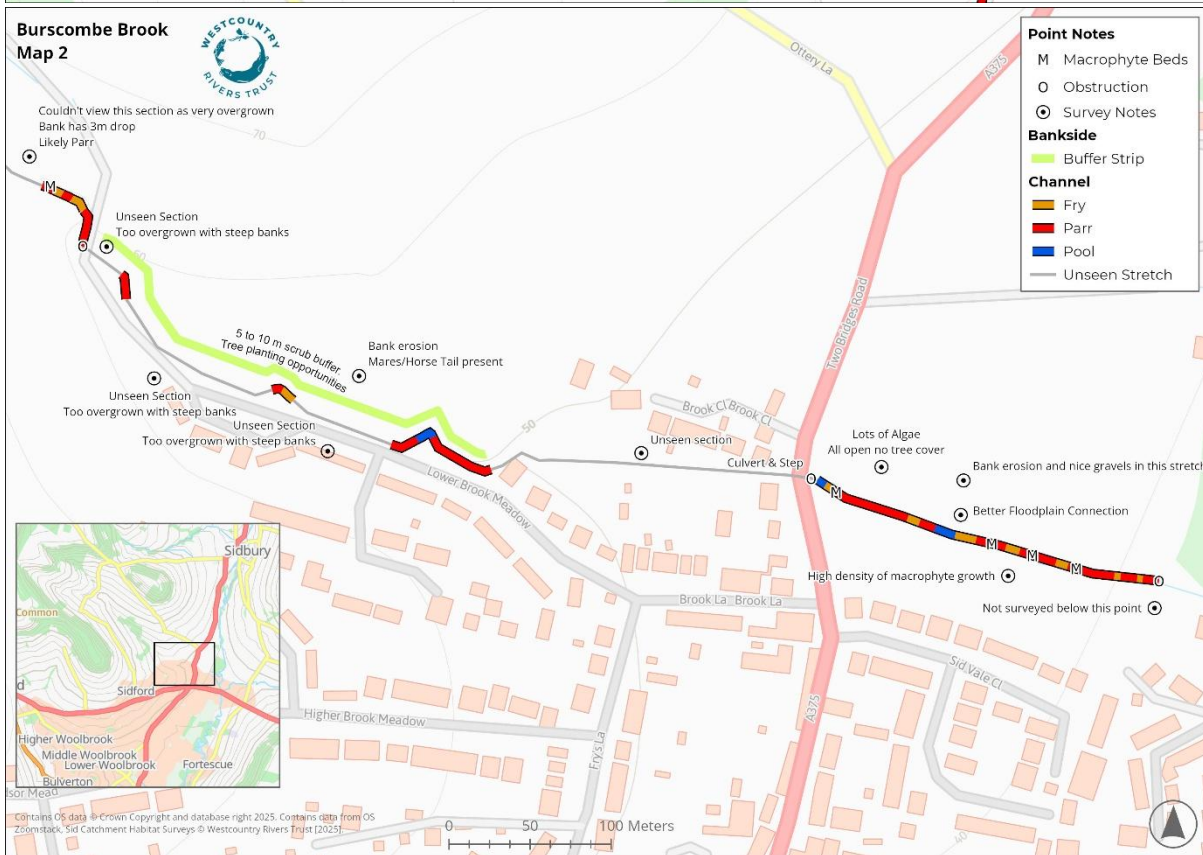 Burscombe Brook
Map 2
WESTCOUNTRY
RIVERS TRUST
Couldn't view this section as very overgrown
Bank has 3m drop
Likely Parr
M
O
Unseen Section
Too overgrown with steep banks
5 to 10 m scrub buffer.
Tree planting opportunities
Bank erosion
Mares/Horse Tail present
Unseen Section
Too overgrown with steep banks
Unseen Section
Too overgrown with steep banks
Lower Brook Meadow
Unseen section
Culvert & Step
Brook Cl Brook Cl
Two Bridges Road
Ottery La
A375
70
60
50
Lots of Algae
All open no tree cover
Bank erosion and nice gravels in this stretch
Better Floodplain Connection
O
M
M
M
M
O
High density of macrophyte growth
Not surveyed below this point
Brook La Brook La
Sid Vale Cl
A375
Higher Brook Meadow
Fry's La
40
Point Notes
M Macrophyte Beds
O Obstruction
Survey Notes
Bankside
Buffer Strip
Channel
Fry
Parr
Pool
Unseen Stretch
Sidbury
Common
d
Sidford
Higher Woolbrook
Middle Woolbrook
Lower Woolbrook
Fortescue
Bulverton
dsor Mead
Contains OS data © Crown Copyright and database right 2025. Contains data from OS
Zoomstack, Sid Catchment Habitat Surveys © Westcountry Rivers Trust [2025].
0 50 100 Meters